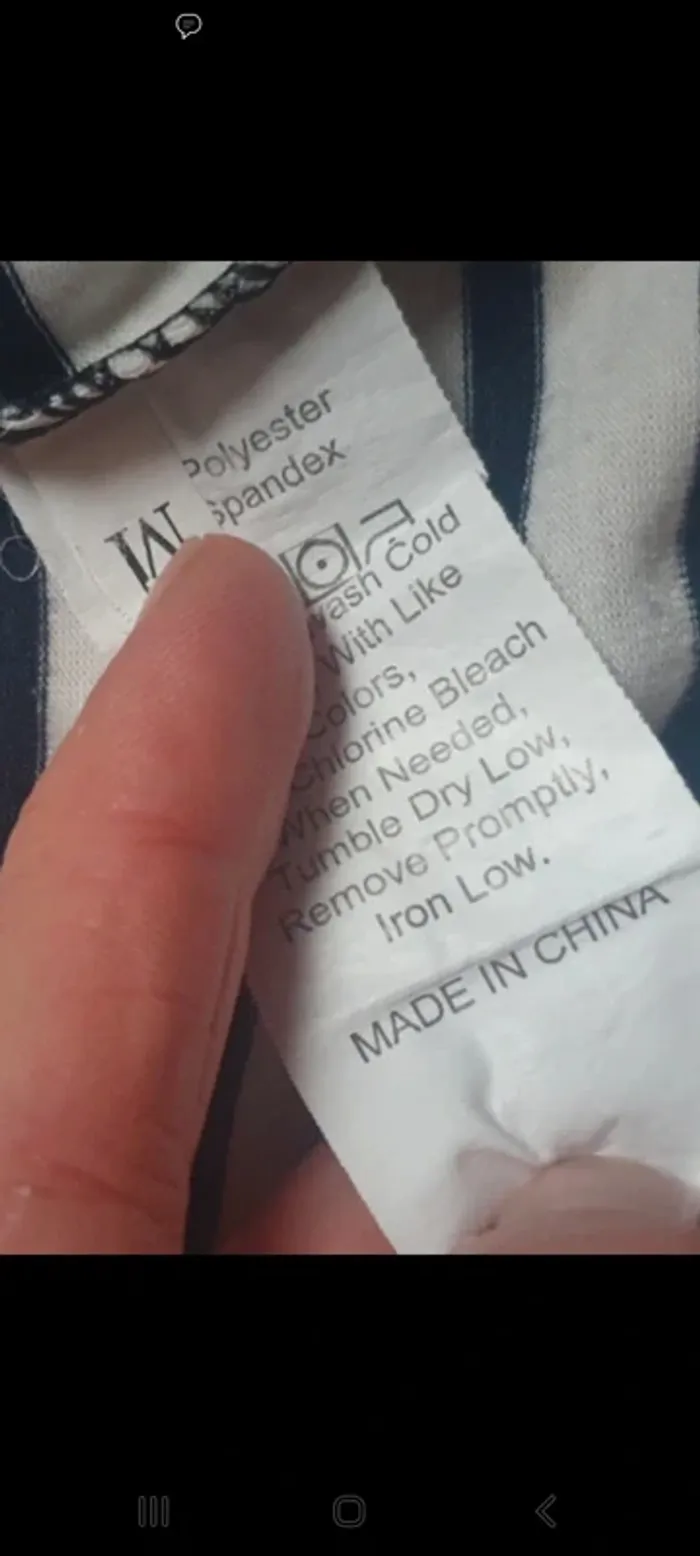 Polyester
Spandex
M
Wash Cold
With Like
Colors,
Chlorine Bleach
When Needed,
Tumble Dry Low,
Remove Promptly,
Iron Low.
MADE IN CHINA